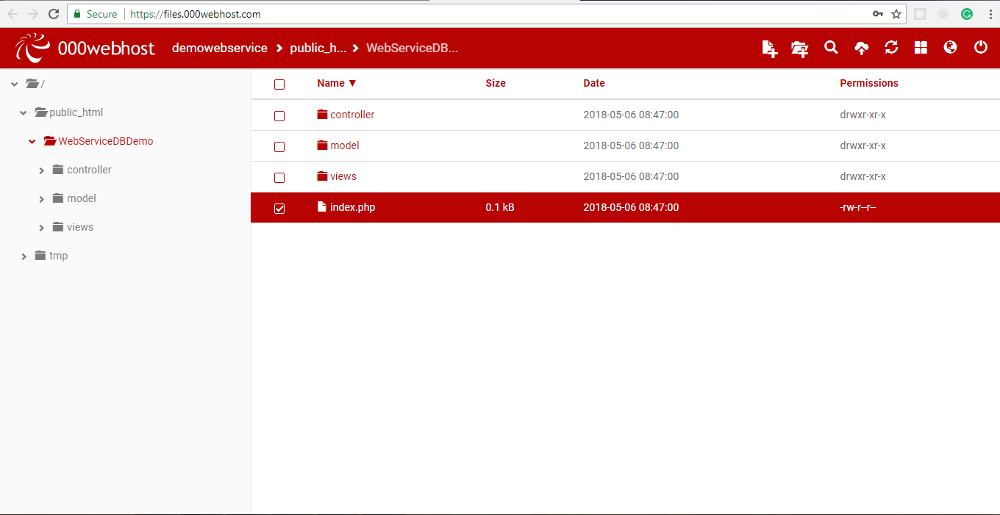 Secure https://files.000webhost.com
000webhost demowebservice public_h... WebServiceDB...
/
public_html
WebServiceDBDemo
controller
model
views
tmp
Name ▼ Size Date Permissions
controller 2018-05-06 08:47:00 drwxr-xr-x
model 2018-05-06 08:47:00 drwxr-xr-x
views 2018-05-06 08:47:00 drwxr-xr-x
index.php 0.1 kB 2018-05-06 08:47:00 -rw-r--r--